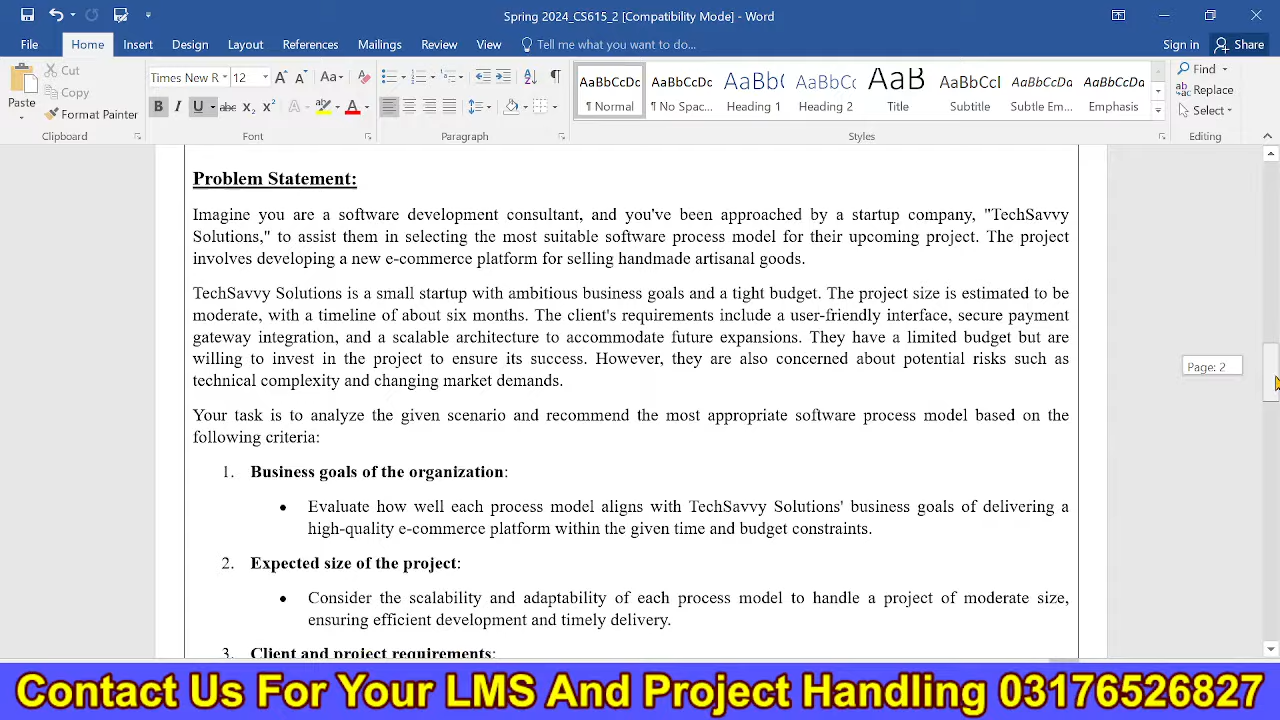 Spring 2024_CS615_2 [Compatibility Mode] - Word
File Home Insert Design Layout References Mailings Review View Tell me what you want to do... Sign in Share
Paste
Cut
Copy
Format Painter
Clipboard
Times New R 12
Font
Paragraph
AaBbCcDc AaBbCcDc AaBb( AaBbCc AaB AaBbCcI AaBbCcDc AaBbCcDc
¶ Normal ¶ No Spac... Heading 1 Heading 2 Title Subtitle Subtle Em... Emphasis
Styles
Find
Replace
Select
Editing
Problem Statement:
Imagine you are a software development consultant, and you've been approached by a startup company, "TechSavvy
Solutions," to assist them in selecting the most suitable software process model for their upcoming project. The project
involves developing a new e-commerce platform for selling handmade artisanal goods.
TechSavvy Solutions is a small startup with ambitious business goals and a tight budget. The project size is estimated to be
moderate, with a timeline of about six months. The client's requirements include a user-friendly interface, secure payment
gateway integration, and a scalable architecture to accommodate future expansions. They have a limited budget but are
willing to invest in the project to ensure its success. However, they are also concerned about potential risks such as
technical complexity and changing market demands.
Page: 2
Your task is to analyze the given scenario and recommend the most appropriate software process model based on the
following criteria:
1. Business goals of the organization:
• Evaluate how well each process model aligns with TechSavvy Solutions' business goals of delivering a
high-quality e-commerce platform within the given time and budget constraints.
2. Expected size of the project:
• Consider the scalability and adaptability of each process model to handle a project of moderate size,
ensuring efficient development and timely delivery.
3. Client and project requirements:
Contact Us For Your LMS And Project Handling 03176526827